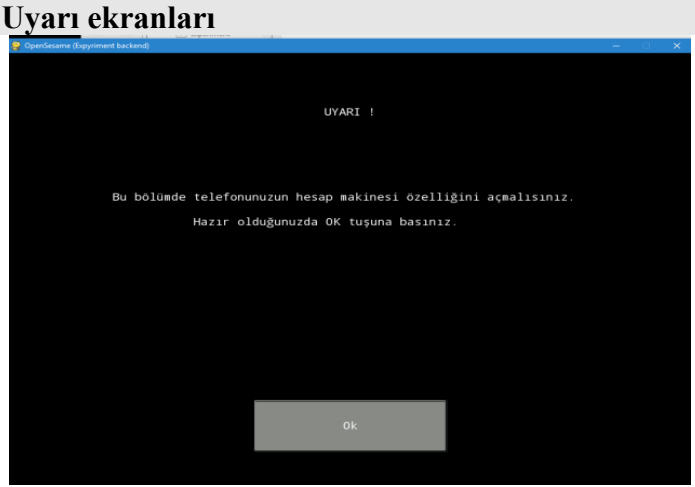 Uyarı ekranları
OpenSesame (Expyriment backend)
UYARI !
Bu bölümde telefonunuzun hesap makinesi özelliğini açmalısınız.
Hazır olduğunuzda OK tuşuna basınız.
Ok